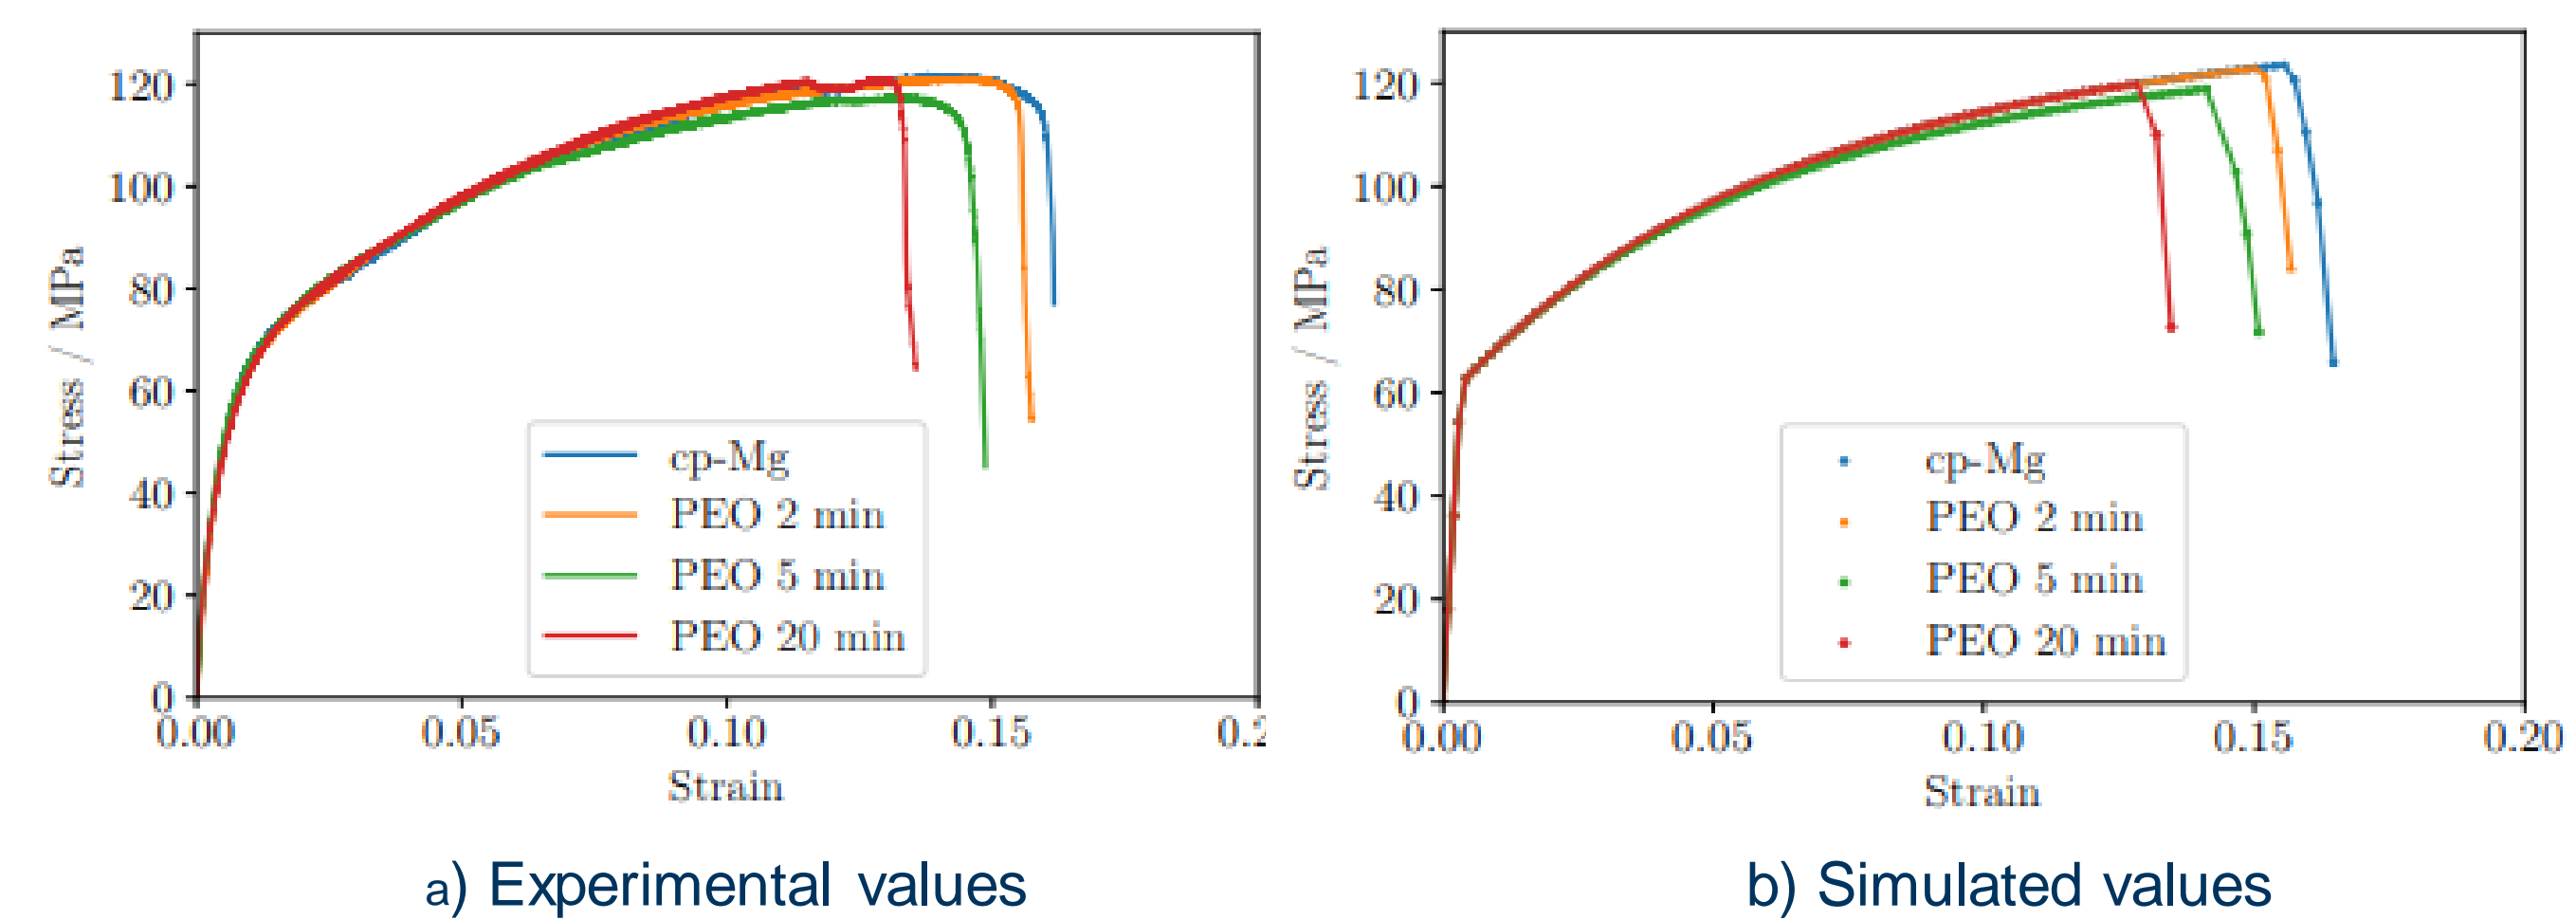 120
100
80
60
40
20
0
Stress / MPa
cp-Mg
PEO 2 min
PEO 5 min
PEO 20 min
0.00 0.05 0.10 0.15 0.2
Strain
a) Experimental values
120
100
80
60
40
20
0
Stress / MPa
cp-Mg
PEO 2 min
PEO 5 min
PEO 20 min
0.00 0.05 0.10 0.15 0.20
Strain
b) Simulated values